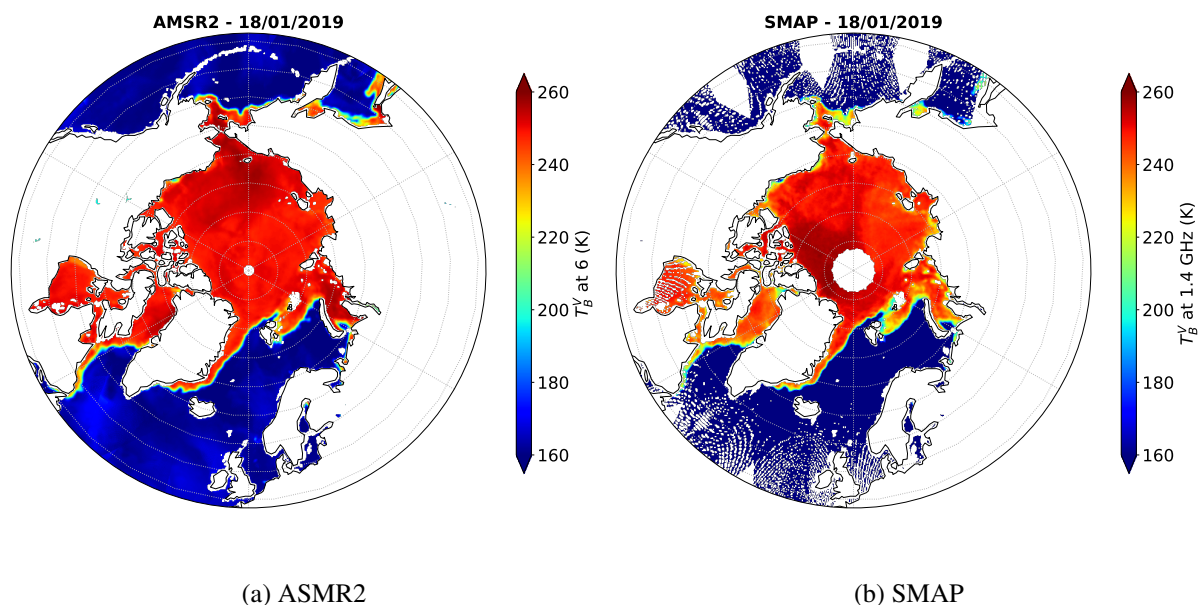 AMSR2 - 18/01/2019
260
240
220
200
180
160
T_B^V at 6 (K)
(a) ASMR2
SMAP - 18/01/2019
260
240
220
200
180
160
T_B^V at 1.4 GHz (K)
(b) SMAP